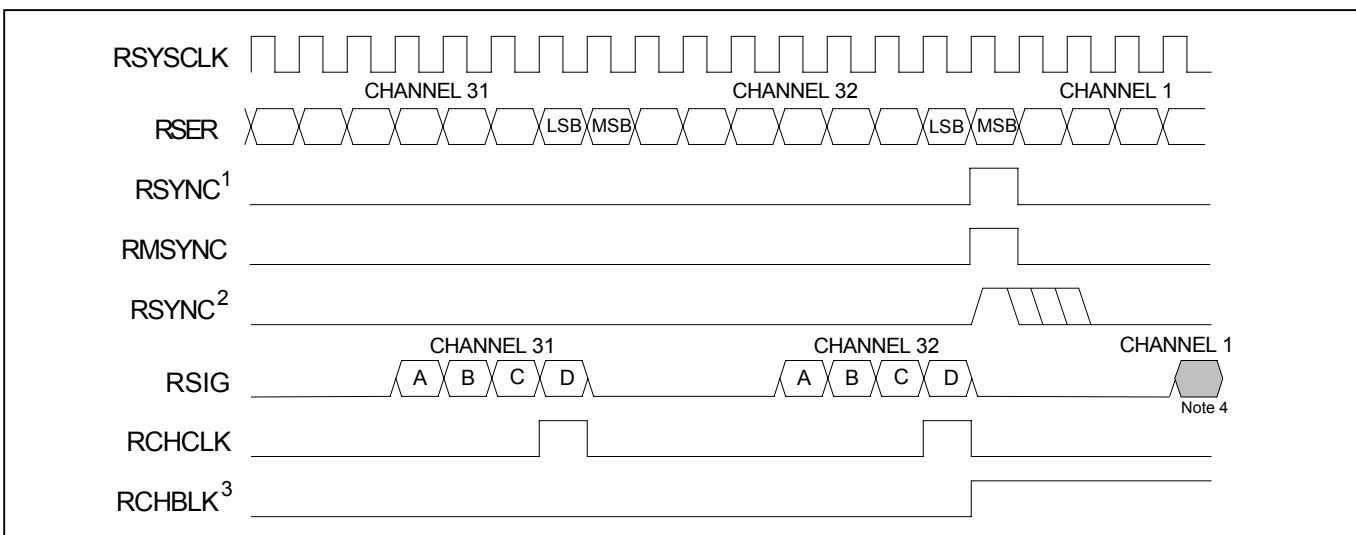 RSYSCLK
CHANNEL 31 CHANNEL 32 CHANNEL 1
RSER LSB MSB LSB MSB
RSYNC1
RMSYNC
RSYNC2
CHANNEL 31 CHANNEL 32 CHANNEL 1
RSIG A B C D A B C D
Note 4
RCHCLK
RCHBLK3